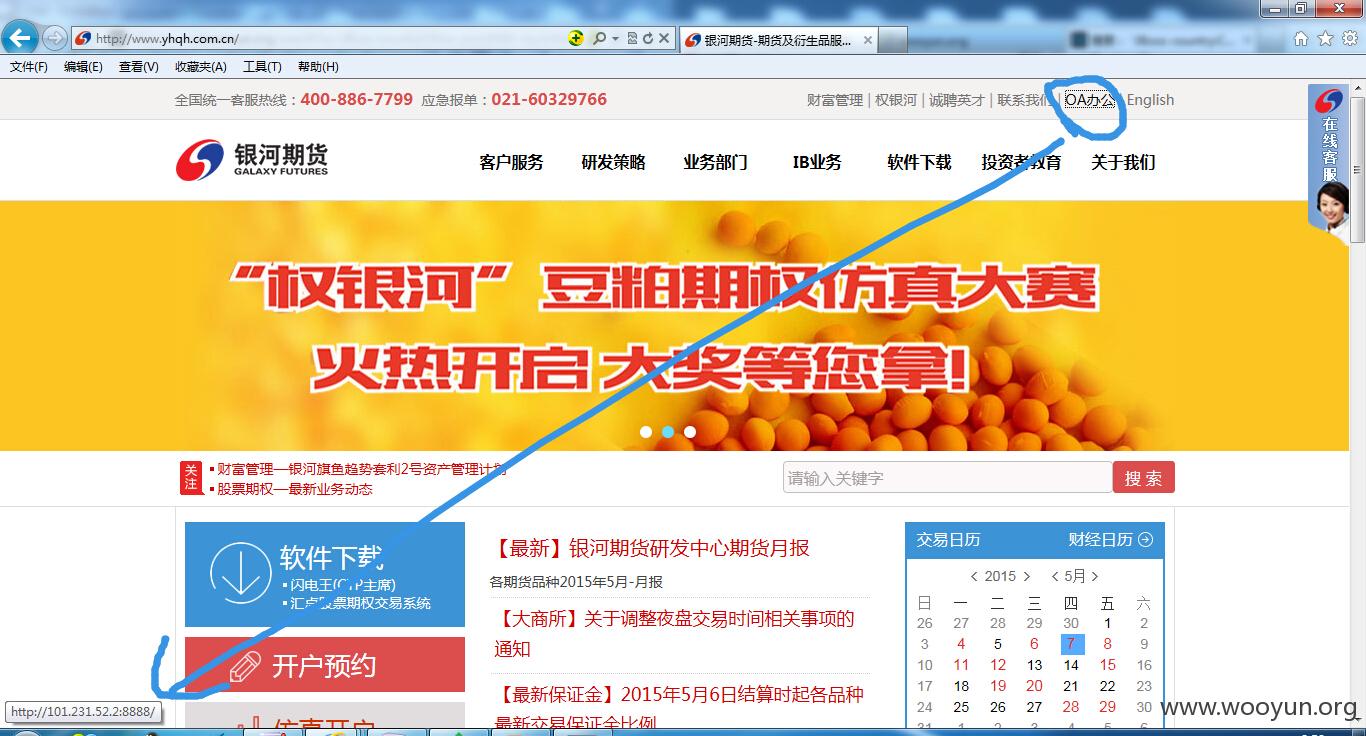 http://www.yhqh.com.cn/
银河期货-期货及衍生品服...
文件(F) 编辑(E) 查看(V) 收藏夹(A) 工具(T) 帮助(H)
全国统一客服热线：400-886-7799 应急报单：021-60329766
财富管理 | 权银河 | 诚聘英才 | 联系我们 | OA办公 | English
在线客服
银河期货
GALAXY FUTURES
客户服务 研发策略 业务部门 IB业务 软件下载 投资者教育 关于我们
“权银河”豆粕期权仿真大赛
火热开启 大奖等您拿!
关注
财富管理—银河旗鱼趋势套利2号资产管理计划
股票期权—最新业务动态
请输入关键字
搜 索
软件下载
闪电王(CTP主席)
汇点股票期权交易系统
开户预约
仿真开户
【最新】银河期货研发中心期货月报
各期货品种2015年5月-月报
【大商所】关于调整夜盘交易时间相关事项的
通知
【最新保证金】2015年5月6日结算时起各品种
最新交易保证金比例
交易日历 财经日历
< 2015 > < 5月 >
日 一 二 三 四 五 六
26 27 28 29 30 1 2
3 4 5 6 7 8 9
10 11 12 13 14 15 16
17 18 19 20 21 22 23
24 25 26 27 28 29 30
31 1 2 3 4 5 6
http://101.231.52.2:8888/
www.wooyun.org